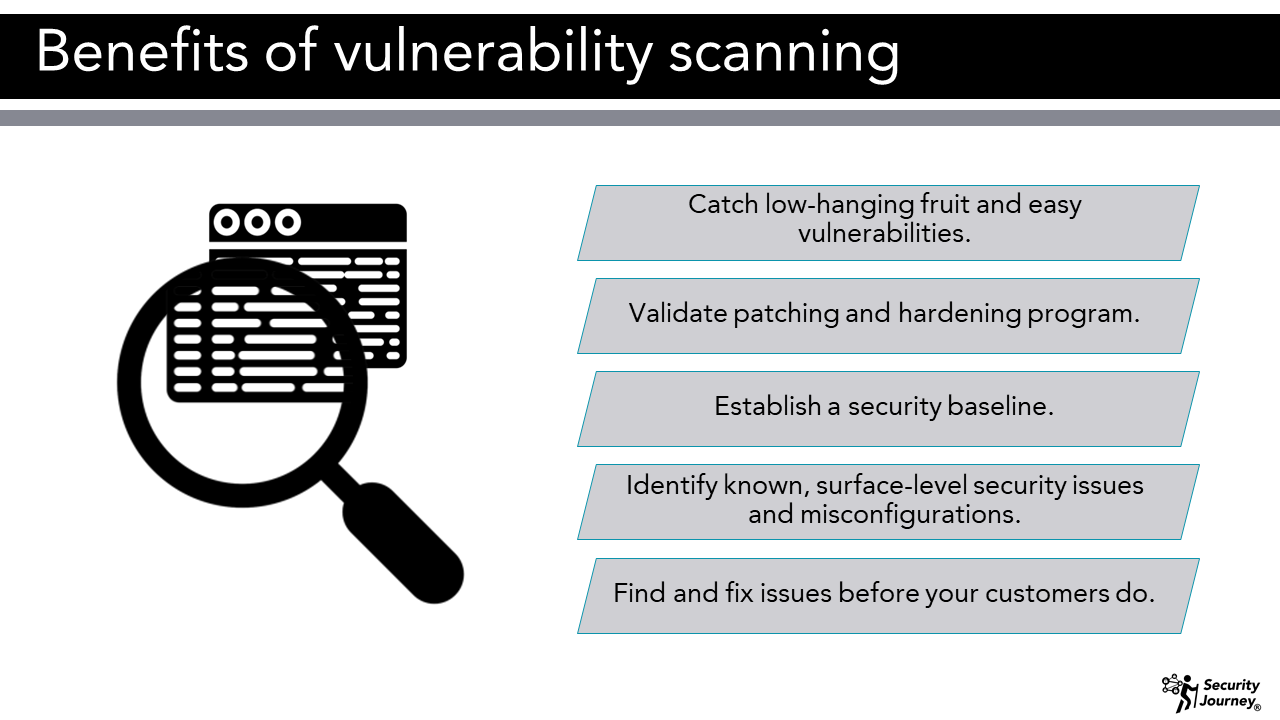 Benefits of vulnerability scanning
Catch low-hanging fruit and easy
vulnerabilities.
Validate patching and hardening program.
Establish a security baseline.
Identify known, surface-level security issues
and misconfigurations.
Find and fix issues before your customers do.
Security
Journey®